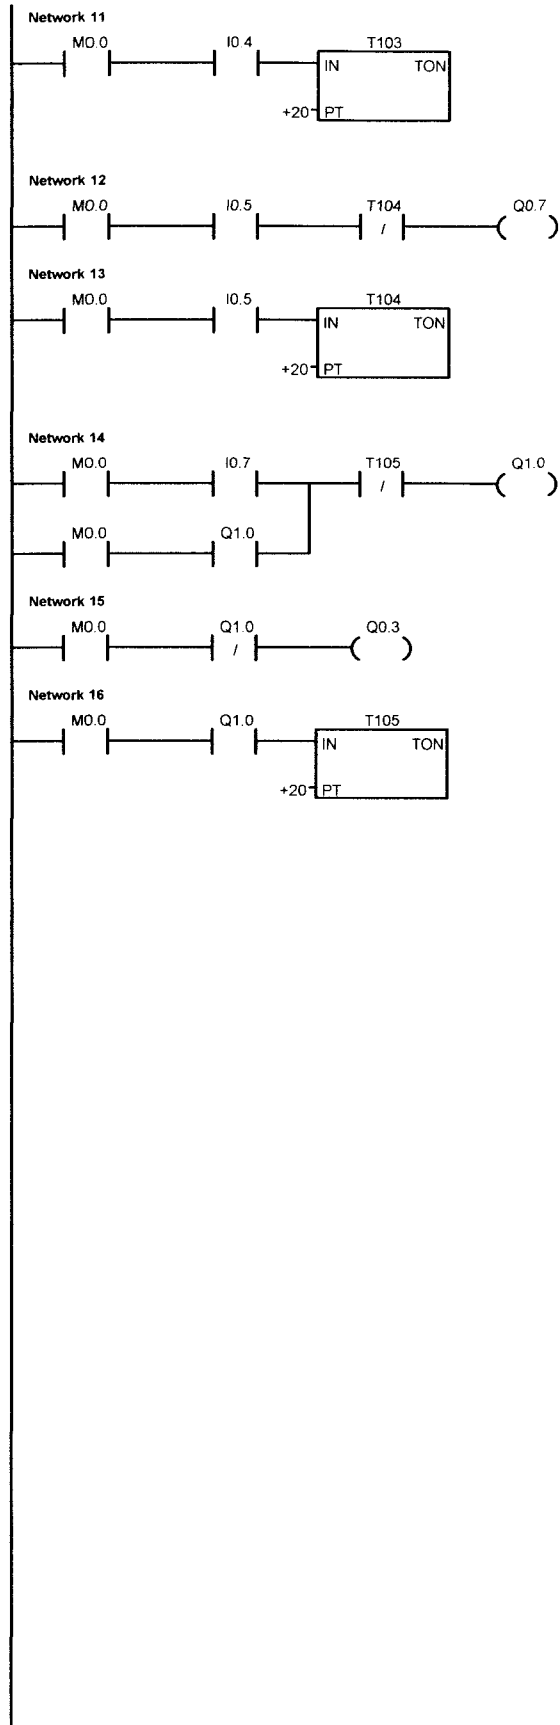 Network 11
M0.0 I0.4 T103
IN TON
+20 PT
Network 12
M0.0 I0.5 T104 Q0.7
/
Network 13
M0.0 I0.5 T104
IN TON
+20 PT
Network 14
M0.0 I0.7 T105 Q1.0
/
M0.0 Q1.0
Network 15
M0.0 Q1.0 Q0.3
/
Network 16
M0.0 Q1.0 T105
IN TON
+20 PT